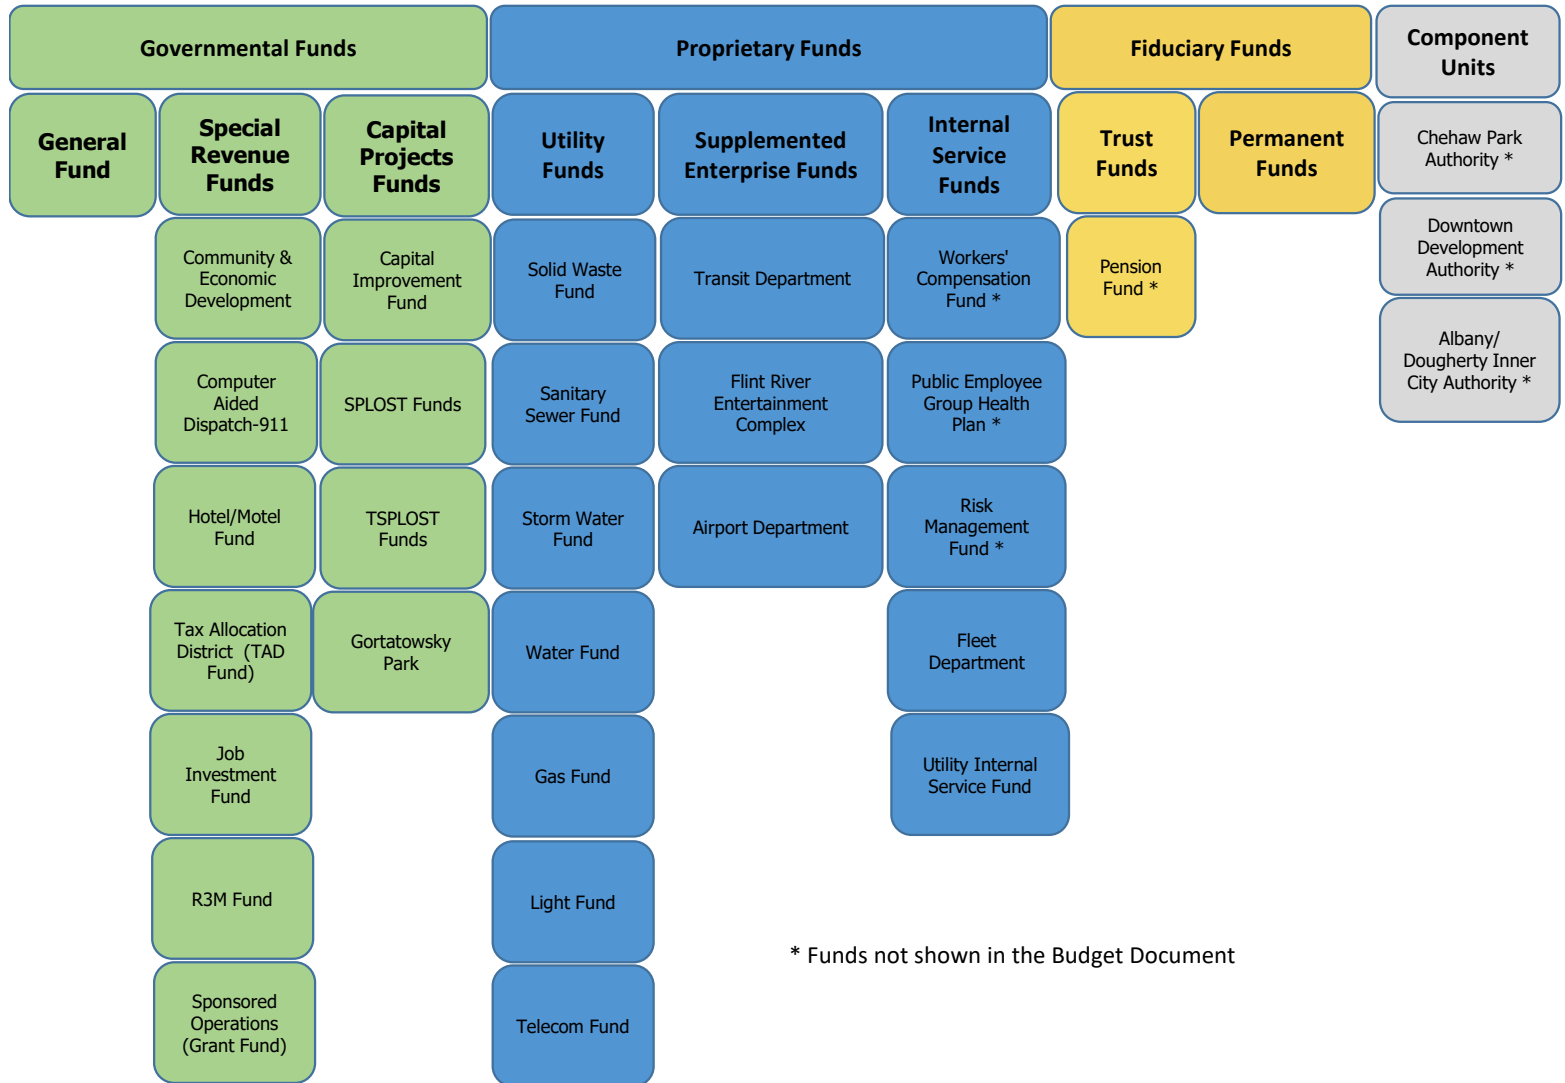 Governmental Funds
Proprietary Funds
Fiduciary Funds
Component
Units
General
Fund
Special
Revenue
Funds
Capital
Projects
Funds
Utility
Funds
Supplemented
Enterprise Funds
Internal
Service
Funds
Trust
Funds
Permanent
Funds
Chehaw Park
Authority *
Community &
Economic
Development
Capital
Improvement
Fund
Solid Waste
Fund
Transit Department
Workers'
Compensation
Fund *
Pension
Fund *
Downtown
Development
Authority *
Computer
Aided
Dispatch-911
SPLOST Funds
Sanitary
Sewer Fund
Flint River
Entertainment
Complex
Public Employee
Group Health
Plan *
Albany/
Dougherty Inner
City Authority *
Hotel/Motel
Fund
TSPLOST
Funds
Storm Water
Fund
Airport Department
Risk
Management
Fund *
Tax Allocation
District (TAD
Fund)
Gortatowsky
Park
Water Fund
Fleet
Department
Job
Investment
Fund
Gas Fund
Utility Internal
Service Fund
R3M Fund
Light Fund
* Funds not shown in the Budget Document
Sponsored
Operations
(Grant Fund)
Telecom Fund